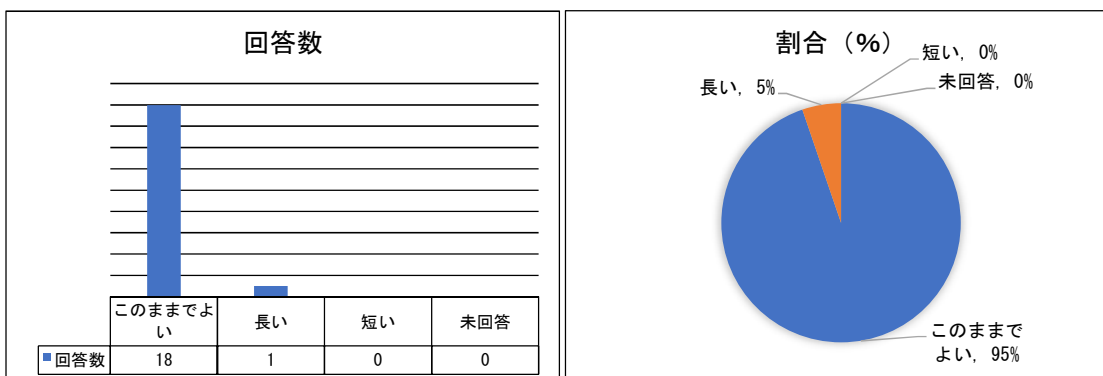 回答数
このままでよ
い
長い
短い
未回答
回答数 18 1 0 0
割合（%）
短い, 0%
長い, 5%
未回答, 0%
このままで
よい, 95%